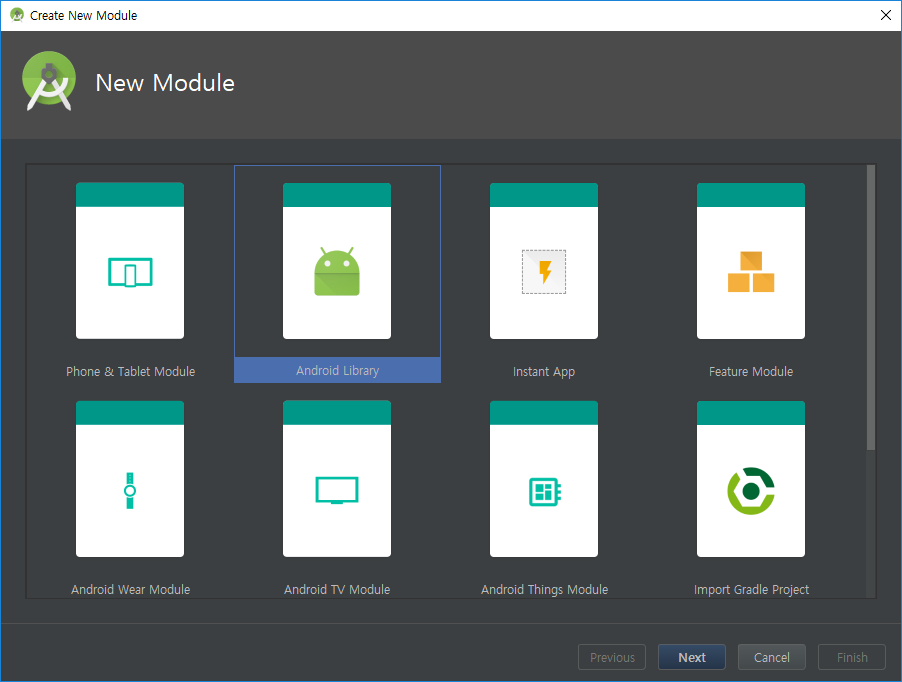 Create New Module
New Module
Phone & Tablet Module
Android Library
Instant App
Feature Module
Android Wear Module
Android TV Module
Android Things Module
Import Gradle Project
Previous
Next
Cancel
Finish